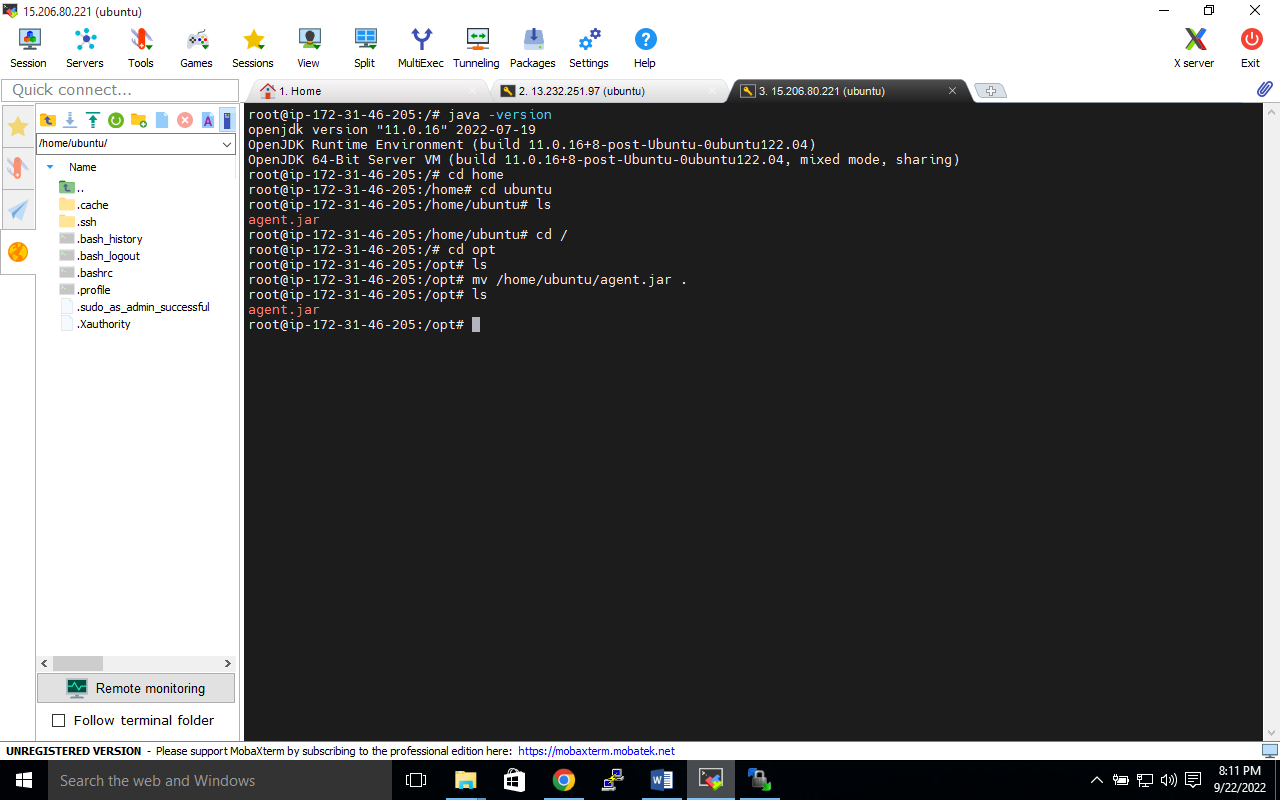 15.206.80.221 (ubuntu)
Session Servers Tools Games Sessions View Split MultiExec Tunneling Packages Settings Help X server Exit
Quick connect...
1. Home
2. 13.232.251.97 (ubuntu)
3. 15.206.80.221 (ubuntu)
/home/ubuntu/
Name
..
.cache
.ssh
.bash_history
.bash_logout
.bashrc
.profile
.sudo_as_admin_successful
.Xauthority
Remote monitoring
Follow terminal folder
root@ip-172-31-46-205:/# java -version
openjdk version "11.0.16" 2022-07-19
OpenJDK Runtime Environment (build 11.0.16+8-post-Ubuntu-0ubuntu122.04)
OpenJDK 64-Bit Server VM (build 11.0.16+8-post-Ubuntu-0ubuntu122.04, mixed mode, sharing)
root@ip-172-31-46-205:/# cd home
root@ip-172-31-46-205:/home# cd ubuntu
root@ip-172-31-46-205:/home/ubuntu# ls
agent.jar
root@ip-172-31-46-205:/home/ubuntu# cd /
root@ip-172-31-46-205:/# cd opt
root@ip-172-31-46-205:/opt# ls
root@ip-172-31-46-205:/opt# mv /home/ubuntu/agent.jar .
root@ip-172-31-46-205:/opt# ls
agent.jar
root@ip-172-31-46-205:/opt#
UNREGISTERED VERSION - Please support MobaXterm by subscribing to the professional edition here: https://mobaxterm.mobatek.net
Search the web and Windows
8:11 PM
9/22/2022